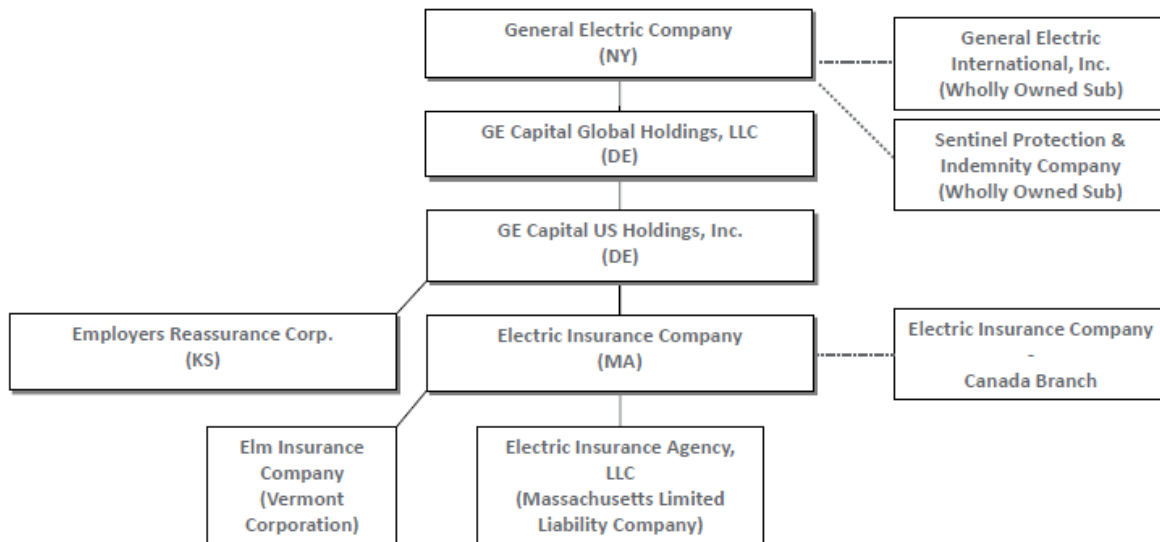 General Electric Company
(NY)
General Electric
International, Inc.
(Wholly Owned Sub)
GE Capital Global Holdings, LLC
(DE)
Sentinel Protection &
Indemnity Company
(Wholly Owned Sub)
GE Capital US Holdings, Inc.
(DE)
Employers Reassurance Corp.
(KS)
Electric Insurance Company
(MA)
Electric Insurance Company
-
Canada Branch
Elm Insurance
Company
(Vermont
Corporation)
Electric Insurance Agency,
LLC
(Massachusetts Limited
Liability Company)